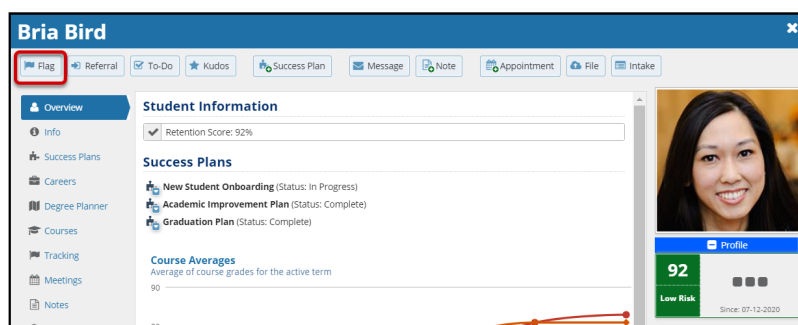 Bria Bird
Flag Referral To-Do Kudos Success Plan Message Note Appointment File Intake
Overview
Info
Success Plans
Careers
Degree Planner
Courses
Tracking
Meetings
Notes
Student Information
Retention Score: 92%
Success Plans
New Student Onboarding (Status: In Progress)
Academic Improvement Plan (Status: Complete)
Graduation Plan (Status: Complete)
Course Averages
Average of course grades for the active term
90
Profile
92
Low Risk
Since: 07-12-2020